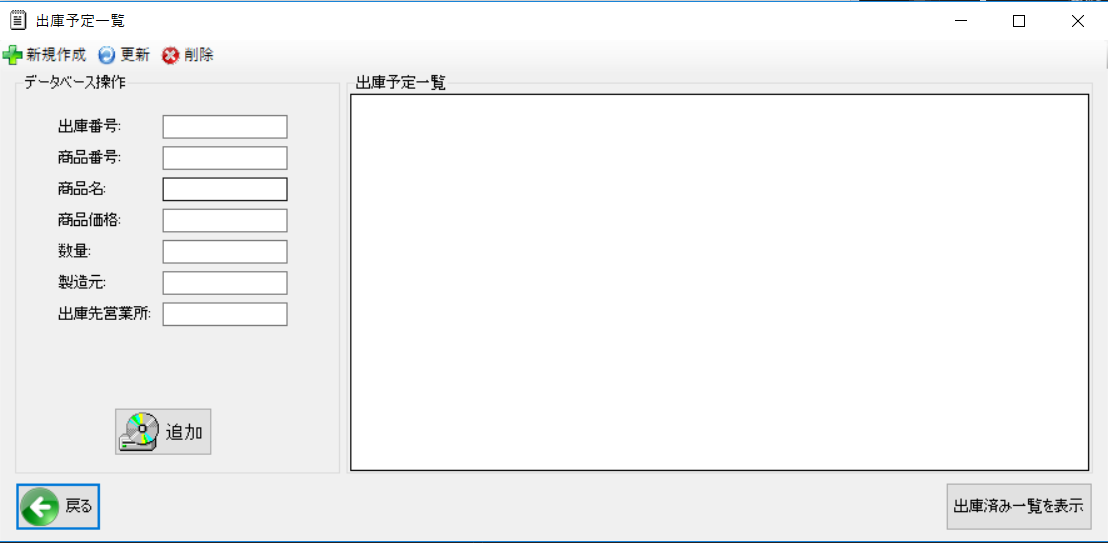 出庫予定一覧
新規作成 更新 削除
データベース操作
出庫予定一覧
出庫番号:
商品番号:
商品名:
商品価格:
数量:
製造元:
出庫先営業所:
追加
戻る
出庫済み一覧を表示